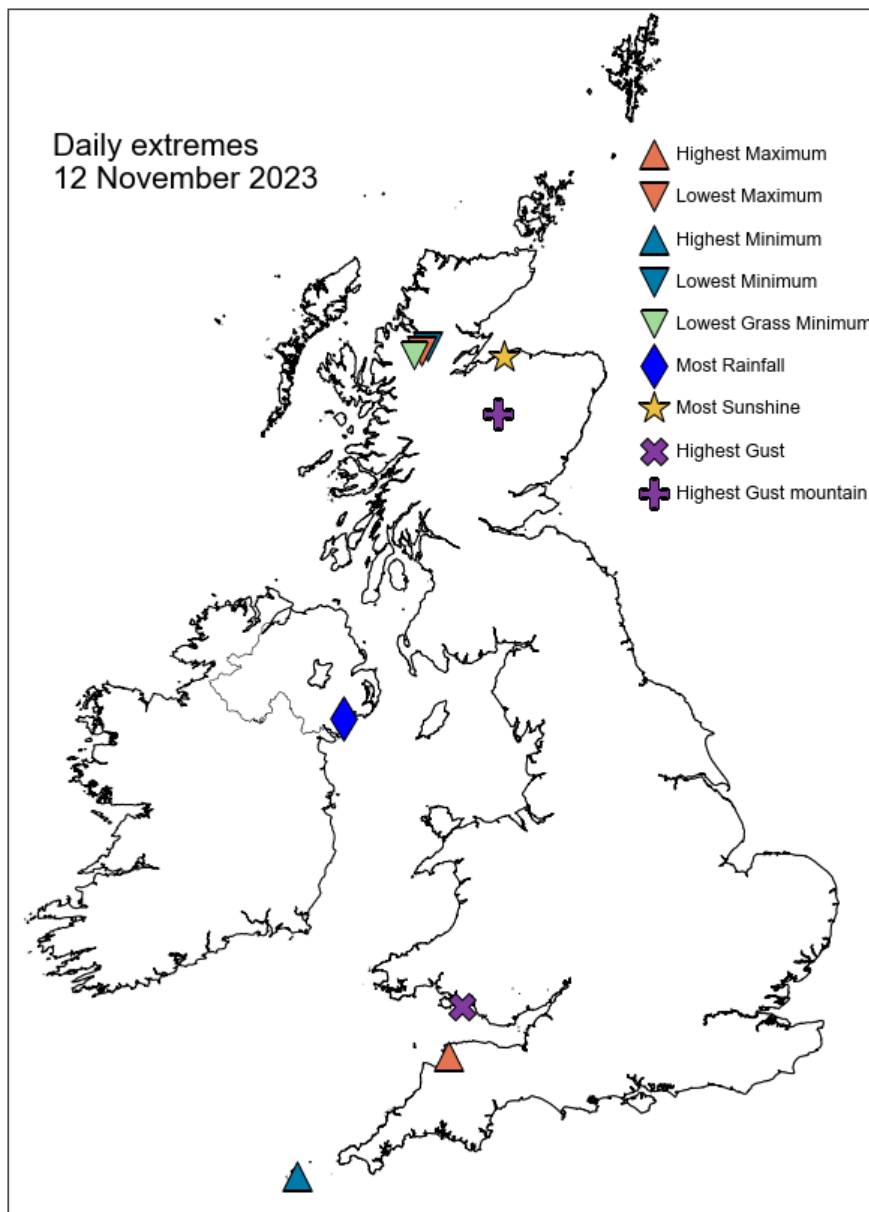 Daily extremes
12 November 2023
Highest Maximum
Lowest Maximum
Highest Minimum
Lowest Minimum
Lowest Grass Minimum
Most Rainfall
Most Sunshine
Highest Gust
Highest Gust mountain